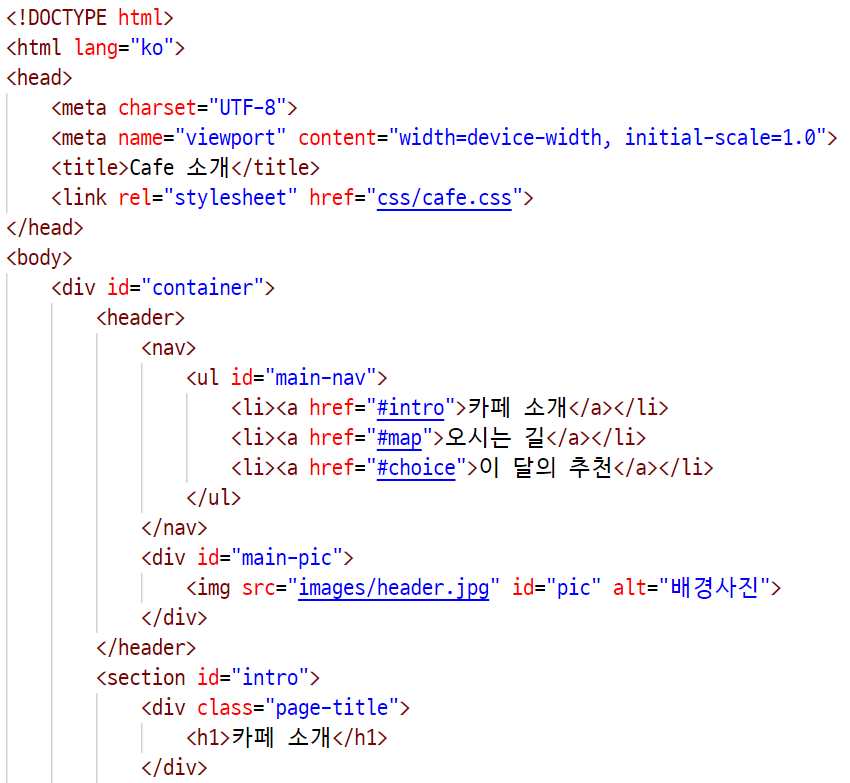 <!DOCTYPE html>
<html lang="ko">
<head>
    <meta charset="UTF-8">
    <meta name="viewport" content="width=device-width, initial-scale=1.0">
    <title>Cafe 소개</title>
    <link rel="stylesheet" href="css/cafe.css">
</head>
<body>
    <div id="container">
        <header>
            <nav>
                <ul id="main-nav">
                    <li><a href="#intro">카페 소개</a></li>
                    <li><a href="#map">오시는 길</a></li>
                    <li><a href="#choice">이 달의 추천</a></li>
                </ul>
            </nav>
            <div id="main-pic">
                <img src="images/header.jpg" id="pic" alt="배경사진">
            </div>
        </header>
        <section id="intro">
            <div class="page-title">
                <h1>카페 소개</h1>
            </div>